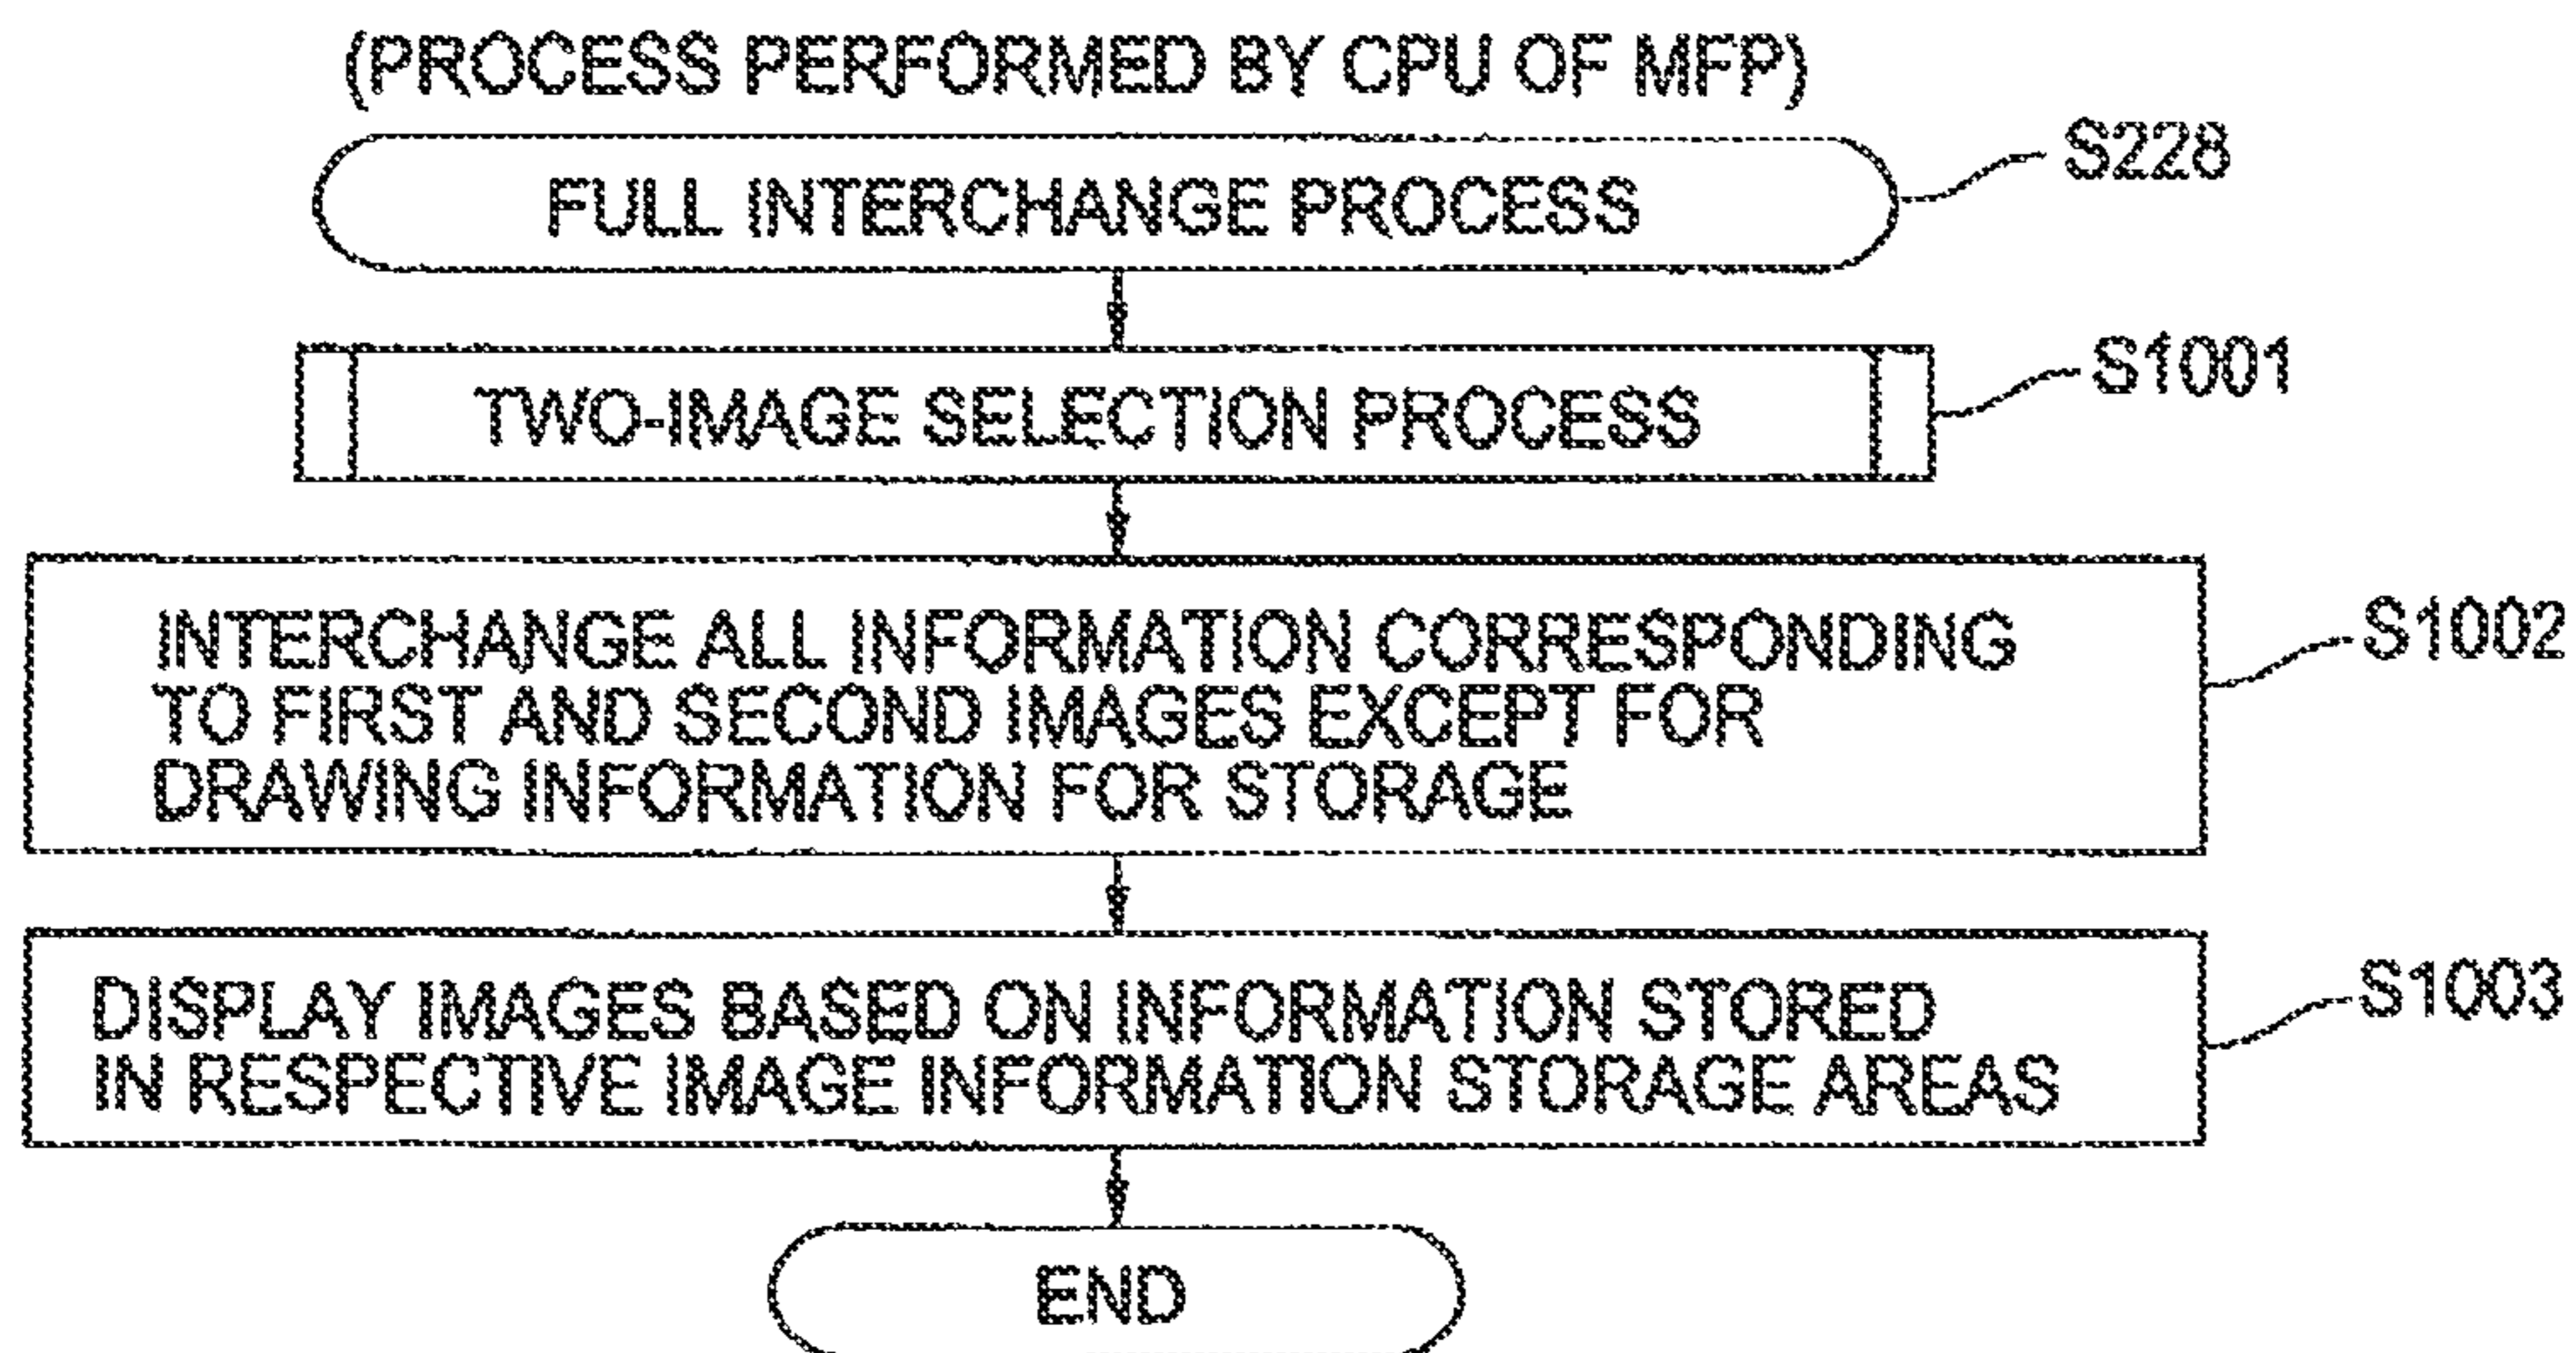 (PROCESS PERFORMED BY CPU OF MFP)
FULL INTERCHANGE PROCESS
S228
TWO-IMAGE SELECTION PROCESS
S1001
INTERCHANGE ALL INFORMATION CORRESPONDING
TO FIRST AND SECOND IMAGES EXCEPT FOR
DRAWING INFORMATION FOR STORAGE
S1002
DISPLAY IMAGES BASED ON INFORMATION STORED
IN RESPECTIVE IMAGE INFORMATION STORAGE AREAS
S1003
END